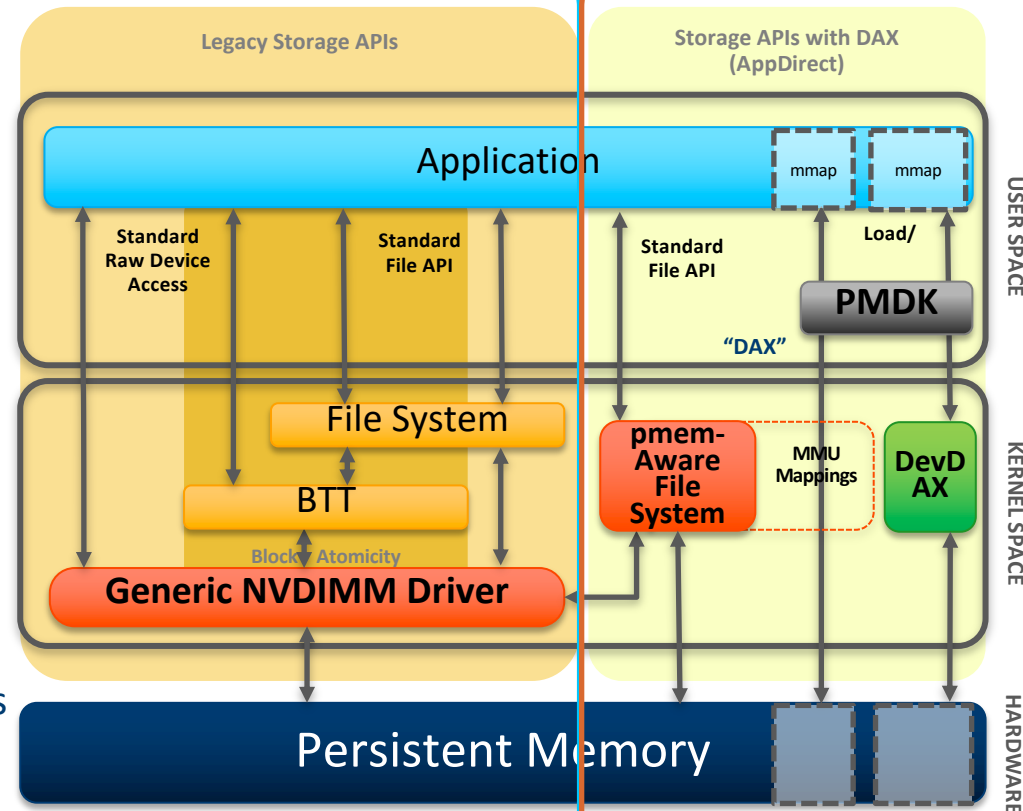 Legacy Storage APIs
Storage APIs with DAX
(AppDirect)
Application
mmap
mmap
Standard
Raw Device
Access
Standard
File API
Standard
File API
Load/
PMDK
“DAX”
USER SPACE
File System
BTT
Block Atomicity
Generic NVDIMM Driver
pmem-
Aware
File
System
MMU
Mappings
DevD
AX
KERNEL SPACE
s
Persistent Memory
HARDWARE